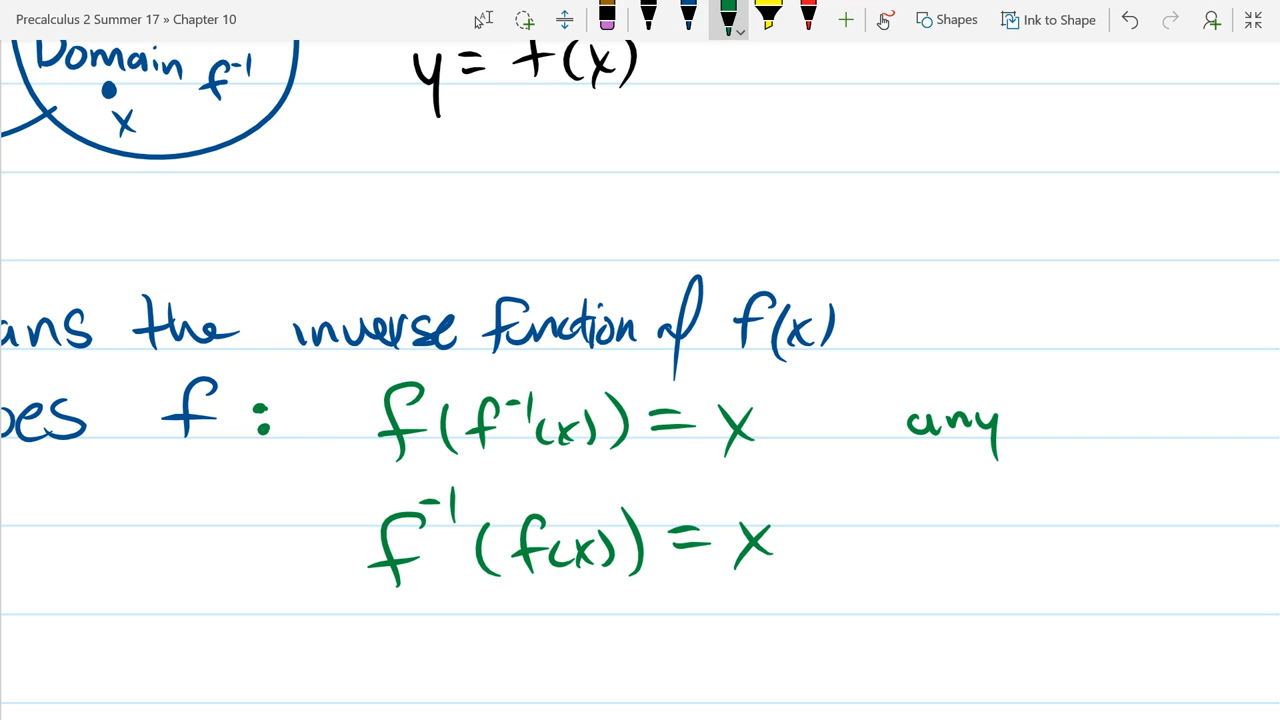 Precalculus 2 Summer 17 » Chapter 10
Shapes
Ink to Shape
Domain f⁻¹
x
y = f(x)
ans the inverse function of f(x)
oes f : f(f⁻¹(x)) = x any
f⁻¹(f(x)) = x